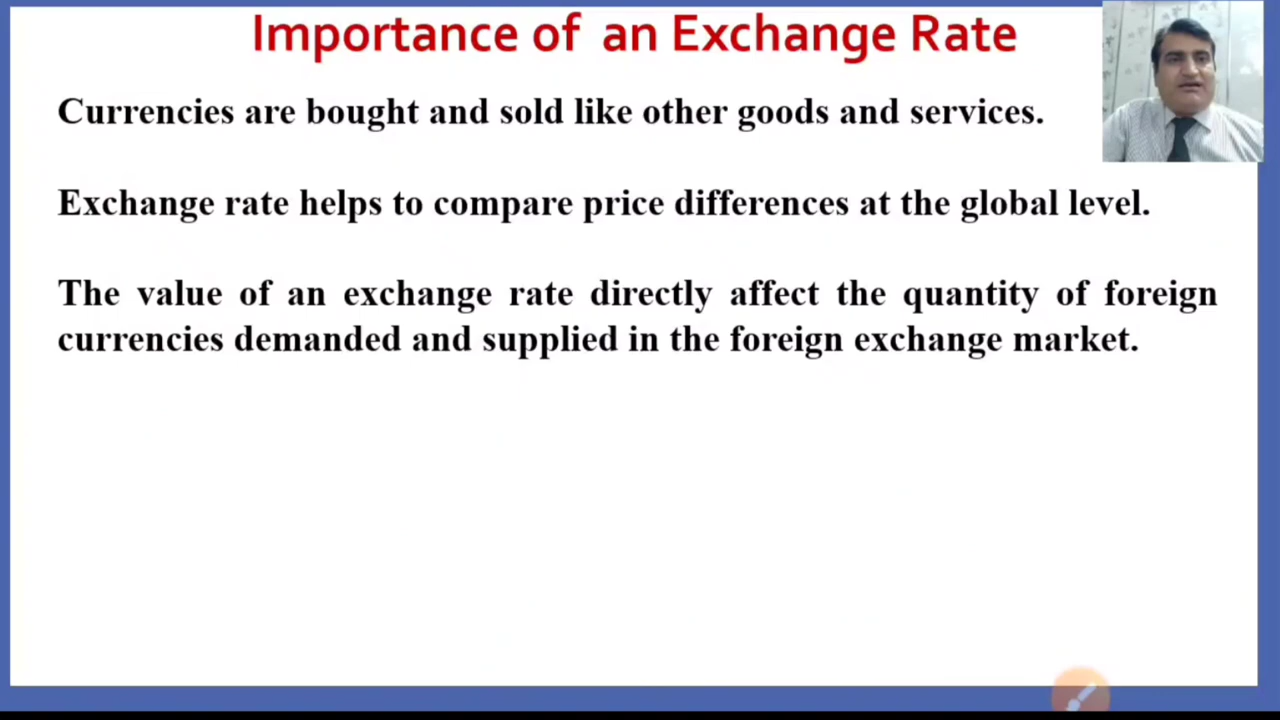 Importance of an Exchange Rate
Currencies are bought and sold like other goods and services.
Exchange rate helps to compare price differences at the global level.
The value of an exchange rate directly affect the quantity of foreign
currencies demanded and supplied in the foreign exchange market.